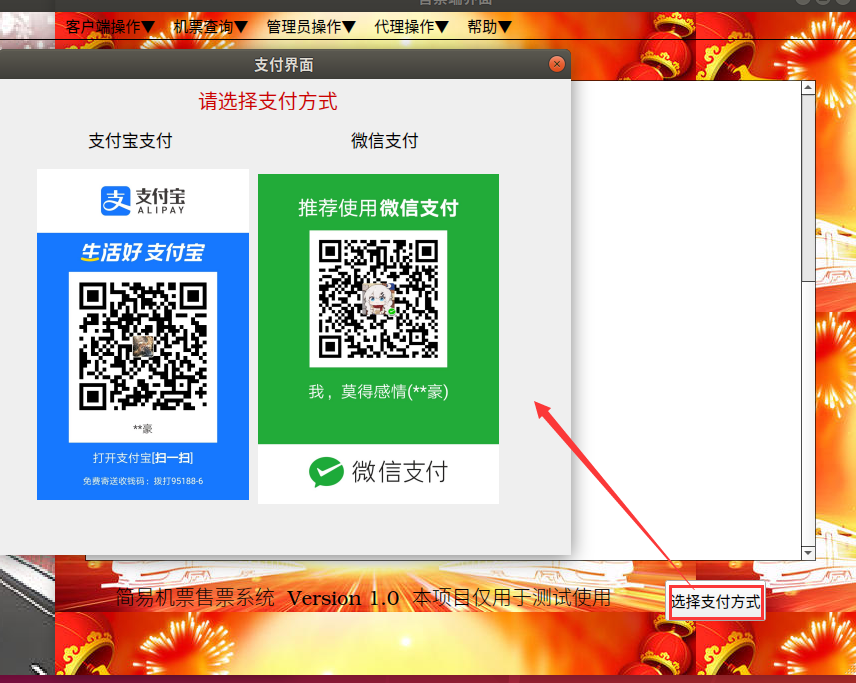 售票端界面
客户端操作▼ 机票查询▼ 管理员操作▼ 代理操作▼ 帮助▼
支付界面
请选择支付方式
支付宝支付
微信支付
支付宝
ALIPAY
生活好 支付宝
**豪
打开支付宝[扫一扫]
免费寄送收钱码：拨打95188-6
推荐使用微信支付
我，莫得感情(**豪)
微信支付
简易机票售票系统 Version 1.0 本项目仅用于测试使用
选择支付方式